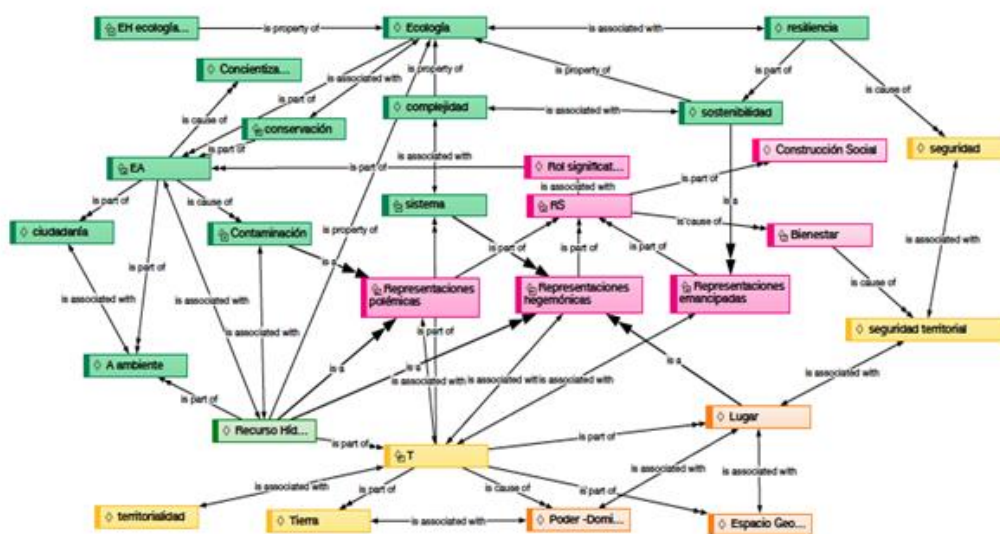 EH ecología...
is property of
Ecología
is associated with
resiliencia
Concientiza...
is associated with
is property of
is property of
is part of
is part of
is cause of
complejidad
is associated with
sostenibilidad
is cause of
conservación
is part of
Construcción Social
seguridad
EA
is part of
Rol significat...
is part of
is associated with
is associated with
is part of
is cause of
sistema
RS
is a
ciudadanía
Contaminación
is property of
is cause of
Bienestar
is associated with
is part of
is a
is part of
is part of
is cause of
Representaciones
polémicas
Representaciones
hegemónicas
Representaciones
emancipadas
is associated with
is associated with
is part of
seguridad territorial
A ambiente
is a
is a
is a
is associated with
is associated with
is associated with
is associated with
is part of
Lugar
Recurso Híd...
is part of
T
is part of
is associated with
is part of
is cause of
is associated with
is part of
is associated with
territorialidad
Tierra
is associated with
Poder -Domi...
Espacio Geo...